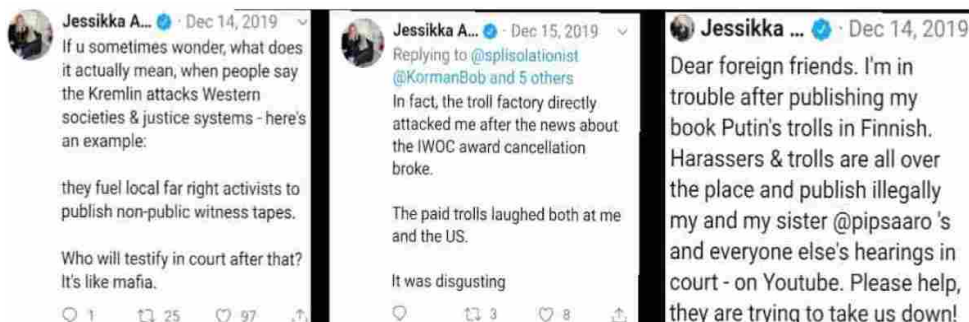 Jessikka A... · Dec 14, 2019
If u sometimes wonder, what does
it actually mean, when people say
the Kremlin attacks Western
societies & justice systems - here's
an example:
they fuel local far right activists to
publish non-public witness tapes.
Who will testify in court after that?
It's like mafia.
1 25 97
Jessikka A... · Dec 15, 2019
Replying to @splisolationist
@KormanBob and 5 others
In fact, the troll factory directly
attacked me after the news about
the IWOC award cancellation
broke.
The paid trolls laughed both at me
and the US.
It was disgusting
3 8
Jessikka ... · Dec 14, 2019
Dear foreign friends. I'm in
trouble after publishing my
book Putin's trolls in Finnish.
Harassers & trolls are all over
the place and publish illegally
my and my sister @pipsaaro 's
and everyone else's hearings in
court - on Youtube. Please help,
they are trying to take us down!